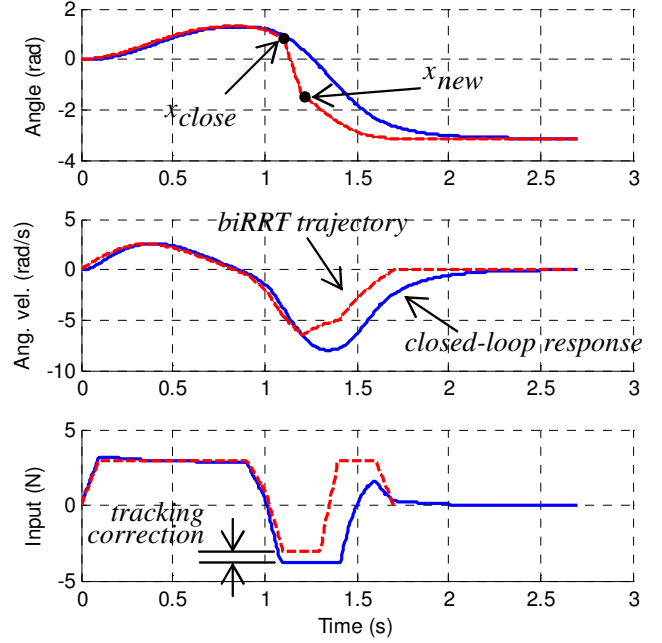 2
0
-2
-4
Angle (rad)
x_close
x_new
0 0.5 1 1.5 2 2.5 3
5
0
-5
-10
Ang. vel. (rad/s)
biRRT trajectory
closed-loop response
0 0.5 1 1.5 2 2.5 3
5
0
-5
Input (N)
tracking
correction
0 0.5 1 1.5 2 2.5 3
Time (s)